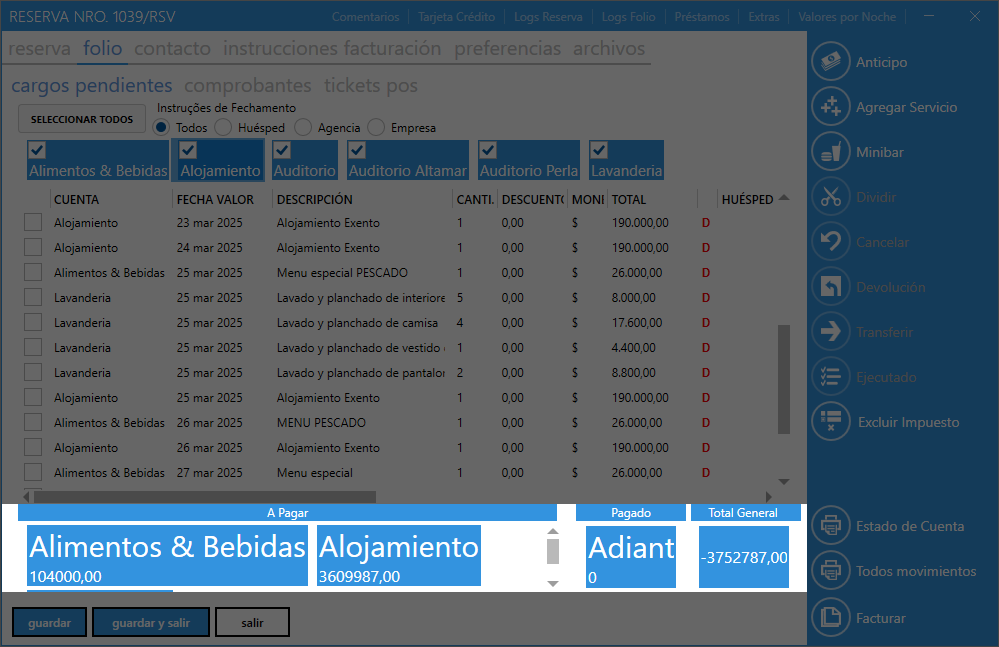 RESERVA NRO. 1039/RSV
Comentarios
Tarjeta Crédito
Logs Reserva
Logs Folio
Préstamos
Extras
Valores por Noche
reserva folio contacto instrucciones facturación preferencias archivos
cargos pendientes comprobantes tickets pos
SELECCIONAR TODOS
Instruções de Fechamento
Todos Huésped Agencia Empresa
Alimentos & Bebidas Alojamiento Auditorio Auditorio Altamar Auditorio Perla Lavanderia
CUENTA FECHA VALOR DESCRIPCIÓN CANTI. DESCUENTO MONI TOTAL HUÉSPED
Alojamiento 23 mar 2025 Alojamiento Exento 1 0,00 $ 190.000,00 D
Alojamiento 24 mar 2025 Alojamiento Exento 1 0,00 $ 190.000,00 D
Alimentos & Bebidas 25 mar 2025 Menu especial PESCADO 1 0,00 $ 26.000,00 D
Lavanderia 25 mar 2025 Lavado y planchado de interiore 5 0,00 $ 8.000,00 D
Lavanderia 25 mar 2025 Lavado y planchado de camisa 4 0,00 $ 17.600,00 D
Lavanderia 25 mar 2025 Lavado y planchado de vestido 1 0,00 $ 4.400,00 D
Lavanderia 25 mar 2025 Lavado y planchado de pantalor 2 0,00 $ 8.800,00 D
Alojamiento 25 mar 2025 Alojamiento Exento 1 0,00 $ 190.000,00 D
Alimentos & Bebidas 26 mar 2025 MENU PESCADO 1 0,00 $ 26.000,00 D
Alojamiento 26 mar 2025 Alojamiento Exento 1 0,00 $ 190.000,00 D
Alimentos & Bebidas 27 mar 2025 Menu especial 1 0,00 $ 26.000,00 D
A Pagar Pagado Total General
Alimentos & Bebidas
104000,00
Alojamiento
3609987,00
Adiant
0
-3752787,00
guardar guardar y salir salir
Anticipo
Agregar Servicio
Minibar
Dividir
Cancelar
Devolución
Transferir
Ejecutado
Excluir Impuesto
Estado de Cuenta
Todos movimientos
Facturar